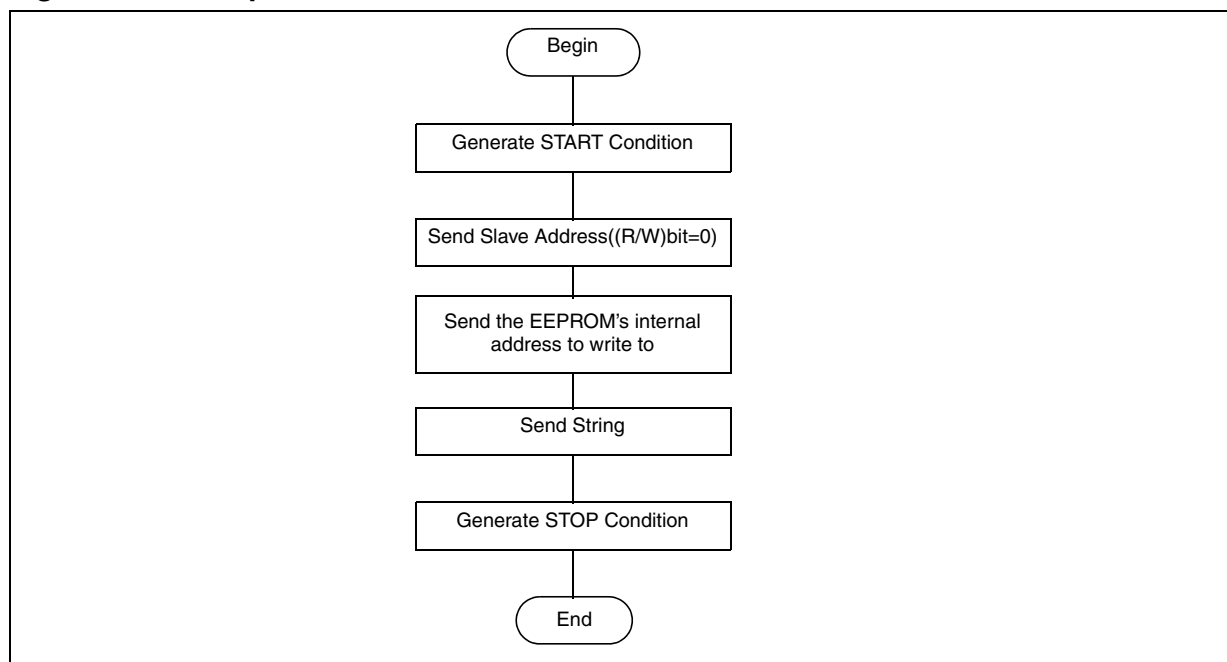 Begin
Generate START Condition
Send Slave Address((R/W)bit=0)
Send the EEPROM's internal
address to write to
Send String
Generate STOP Condition
End